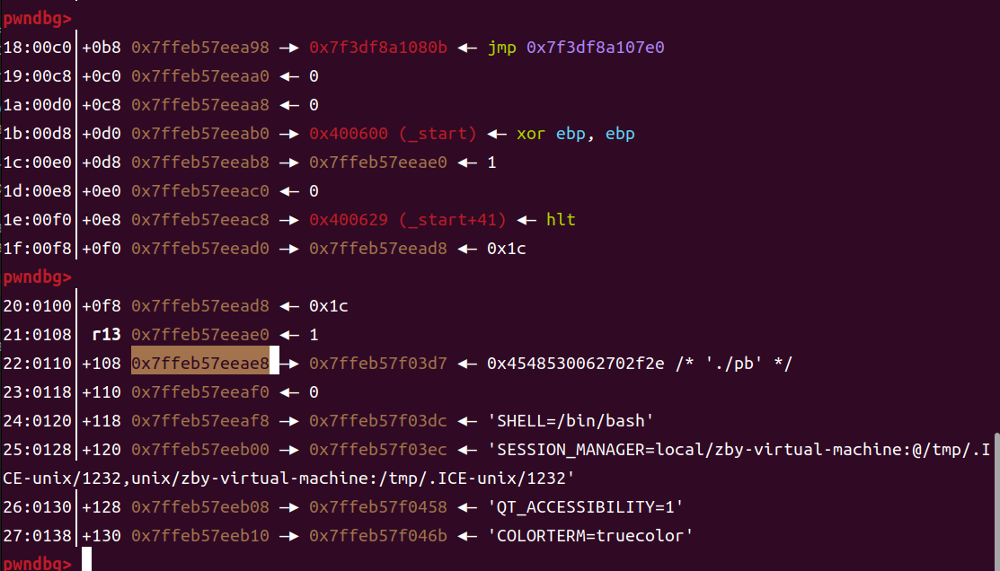 pwndbg>
18:00c0│+0b8 0x7ffeb57eea98 —▸ 0x7f3df8a1080b ◂— jmp 0x7f3df8a107e0
19:00c8│+0c0 0x7ffeb57eeaa0 ◂— 0
1a:00d0│+0c8 0x7ffeb57eeaa8 ◂— 0
1b:00d8│+0d0 0x7ffeb57eeab0 —▸ 0x400600 (_start) ◂— xor ebp, ebp
1c:00e0│+0d8 0x7ffeb57eeab8 —▸ 0x7ffeb57eeae0 ◂— 1
1d:00e8│+0e0 0x7ffeb57eeac0 ◂— 0
1e:00f0│+0e8 0x7ffeb57eeac8 —▸ 0x400629 (_start+41) ◂— hlt
1f:00f8│+0f0 0x7ffeb57eead0 —▸ 0x7ffeb57eead8 ◂— 0x1c
pwndbg>
20:0100│+0f8 0x7ffeb57eead8 ◂— 0x1c
21:0108│ r13 0x7ffeb57eeae0 ◂— 1
22:0110│+108 0x7ffeb57eeae8 —▸ 0x7ffeb57f03d7 ◂— 0x4548530062702f2e /* './pb' */
23:0118│+110 0x7ffeb57eeaf0 ◂— 0
24:0120│+118 0x7ffeb57eeaf8 —▸ 0x7ffeb57f03dc ◂— 'SHELL=/bin/bash'
25:0128│+120 0x7ffeb57eeb00 —▸ 0x7ffeb57f03ec ◂— 'SESSION_MANAGER=local/zby-virtual-machine:@/tmp/.I
CE-unix/1232,unix/zby-virtual-machine:/tmp/.ICE-unix/1232'
26:0130│+128 0x7ffeb57eeb08 —▸ 0x7ffeb57f0458 ◂— 'QT_ACCESSIBILITY=1'
27:0138│+130 0x7ffeb57eeb10 —▸ 0x7ffeb57f046b ◂— 'COLORTERM=truecolor'
pwndbg>